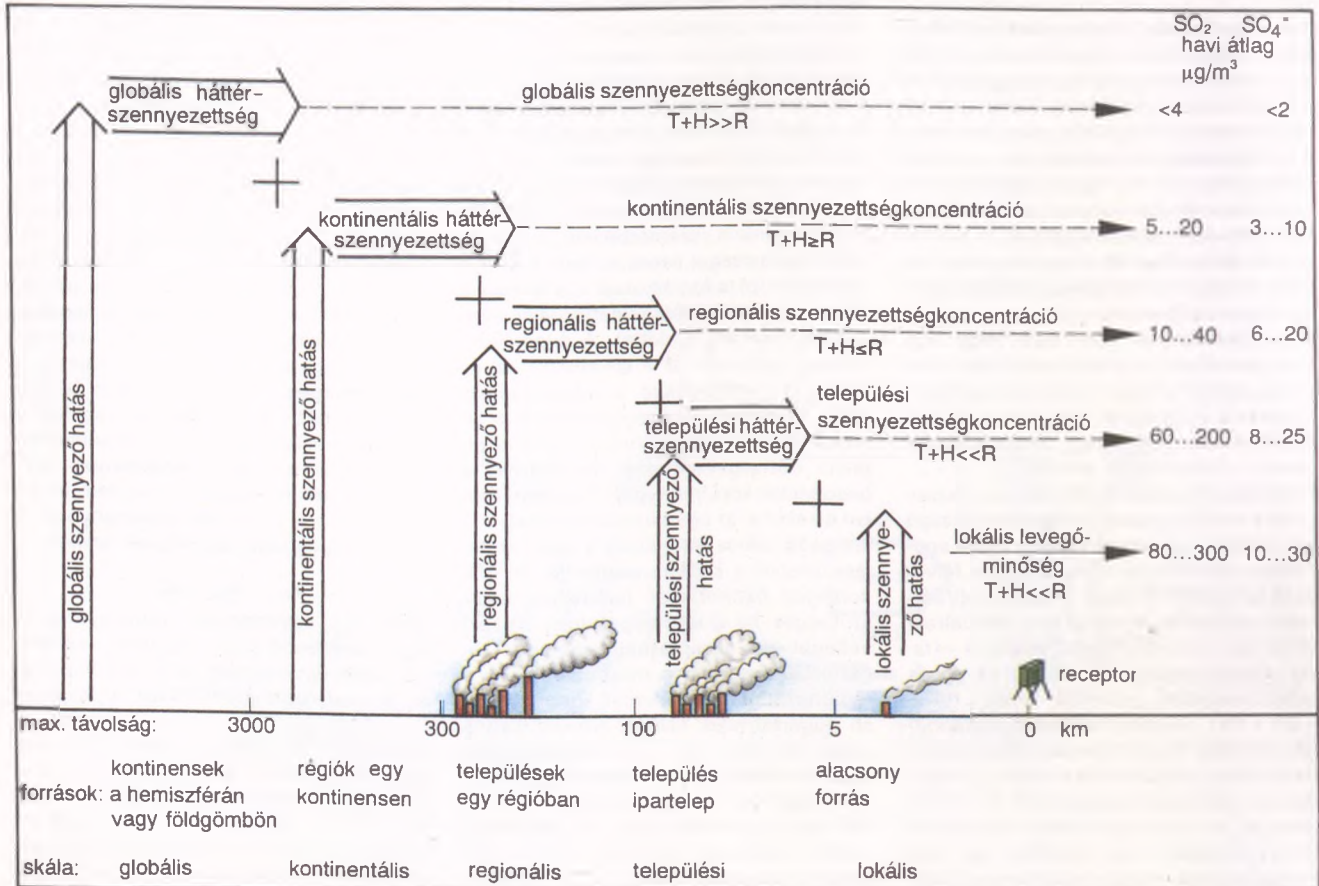 SO₂ SO₄⁼
havi átlag
µg/m³
globális háttér-
szennyezettség
globális szennyezettségkoncentráció
T+H>>R
<4 <2
kontinentális háttér-
szennyezettség
kontinentális szennyezettségkoncentráció
T+H≥R
5...20 3...10
regionális háttér-
szennyezettség
regionális szennyezettségkoncentráció
T+H≤R
10...40 6...20
települési háttér-
szennyezettség
települési
szennyezettségkoncentráció
T+H<<R
60...200 8...25
lokális levegő-
minőség
T+H<<R
80...300 10...30
globális szennyező hatás
kontinentális szennyező hatás
regionális szennyező hatás
települési szennyező
hatás
lokális szennye-
ző hatás
receptor
max. távolság: 3000 300 100 5 0 km
kontinensek régiók egy települések település alacsony
források: a hemiszférán kontinensen egy régióban ipartelep forrás
vagy földgömbön
skála: globális kontinentális regionális települési lokális